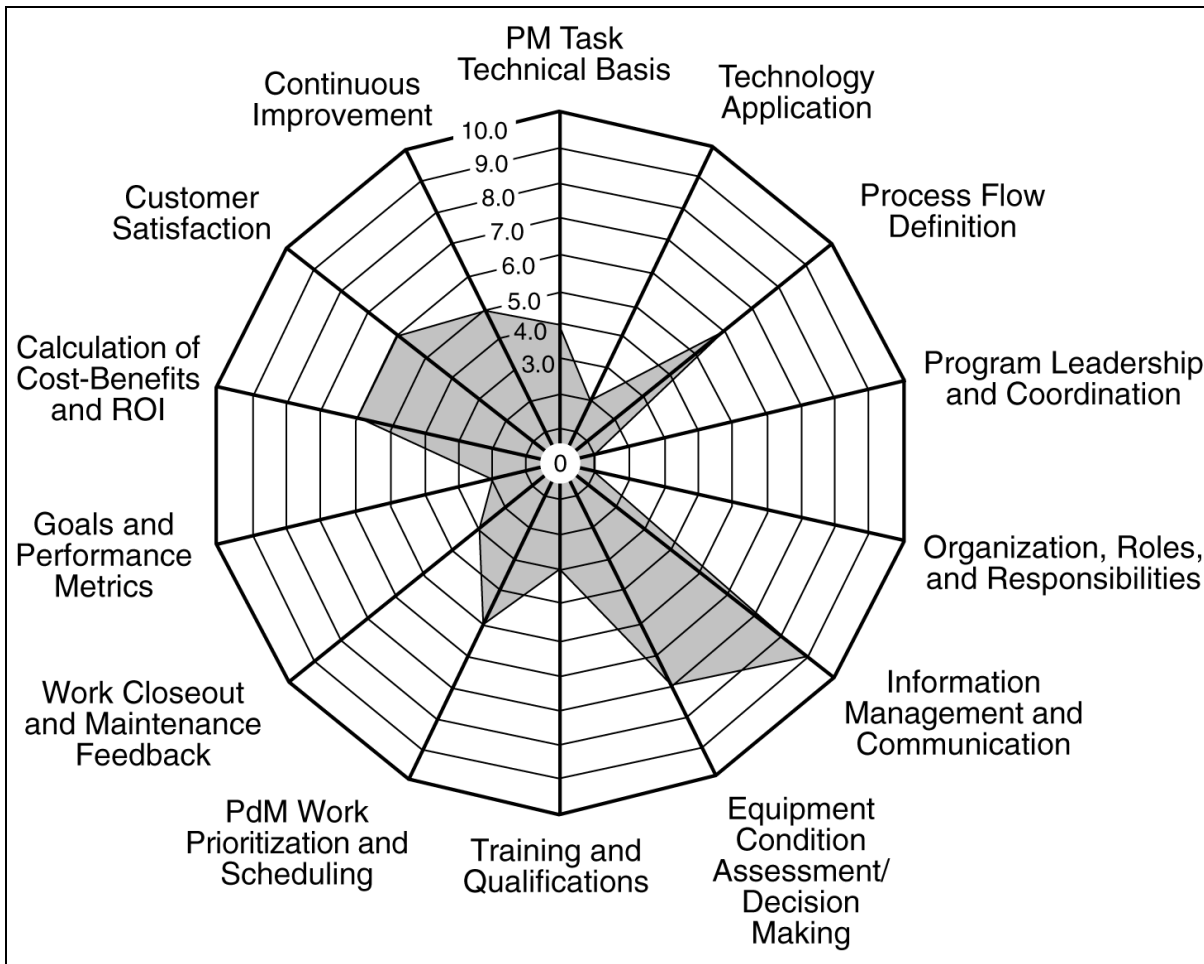 PM Task
Technical Basis
Technology
Application
Process Flow
Definition
Program Leadership
and Coordination
Organization, Roles,
and Responsibilities
Information
Management and
Communication
Equipment
Condition
Assessment/
Decision
Making
Training and
Qualifications
PdM Work
Prioritization and
Scheduling
Work Closeout
and Maintenance
Feedback
Goals and
Performance
Metrics
Calculation of
Cost-Benefits
and ROI
Customer
Satisfaction
Continuous
Improvement
10.0
9.0
8.0
7.0
6.0
5.0
4.0
3.0
0